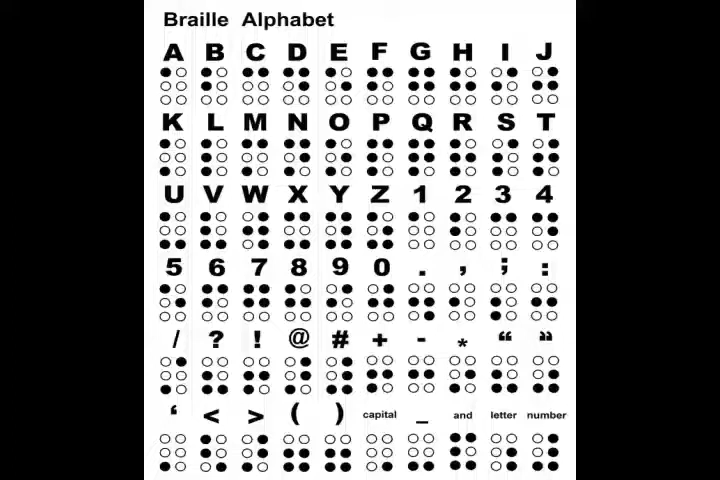 Braille Alphabet
A B C D E F G H I J
K L M N O P Q R S T
U V W X Y Z 1 2 3 4
5 6 7 8 9 0 . , ; :
/ ? ! @ # + - * “ ”
‘ < > ( ) capital _ and letter number